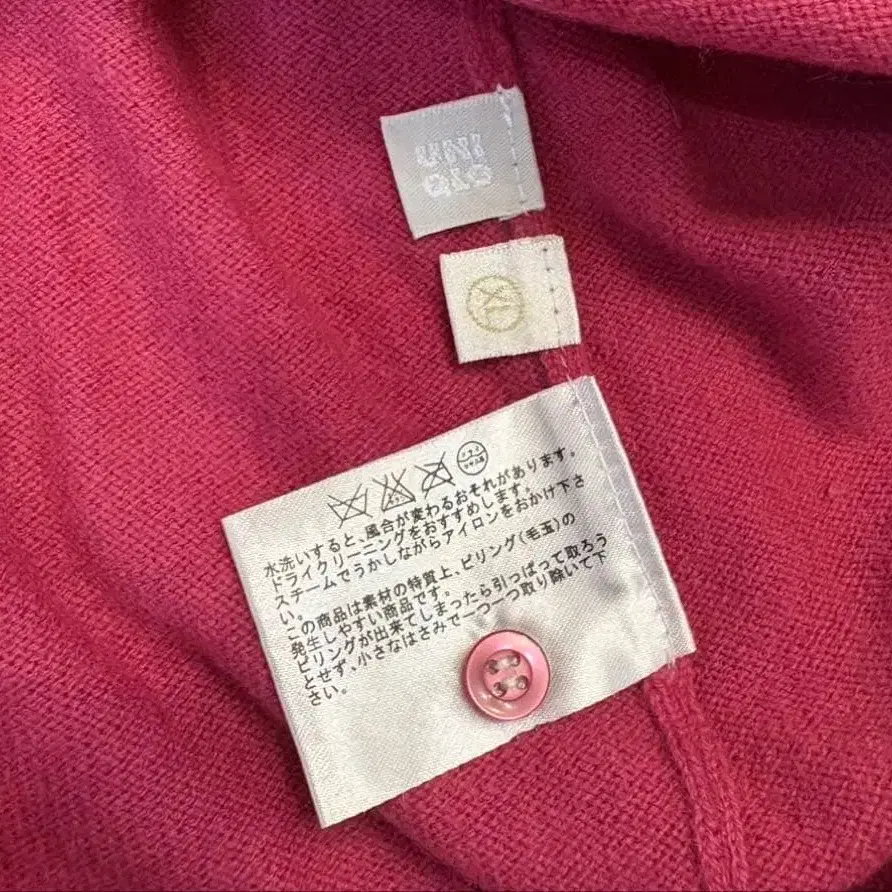 UNI
QLO
水洗いすると、風合が変わるおそれがあります。
ドライクリーニングをおすすめします。
スチームでうかしながらアイロンをおかけ下さ
い。
この商品は素材の特質上、ピリング(毛玉)の
発生しやすい商品です。
ピリングが出来てしまったら引っぱって取ろう
とせず、小さなはさみで一つ一つ取り除いて下
さい。